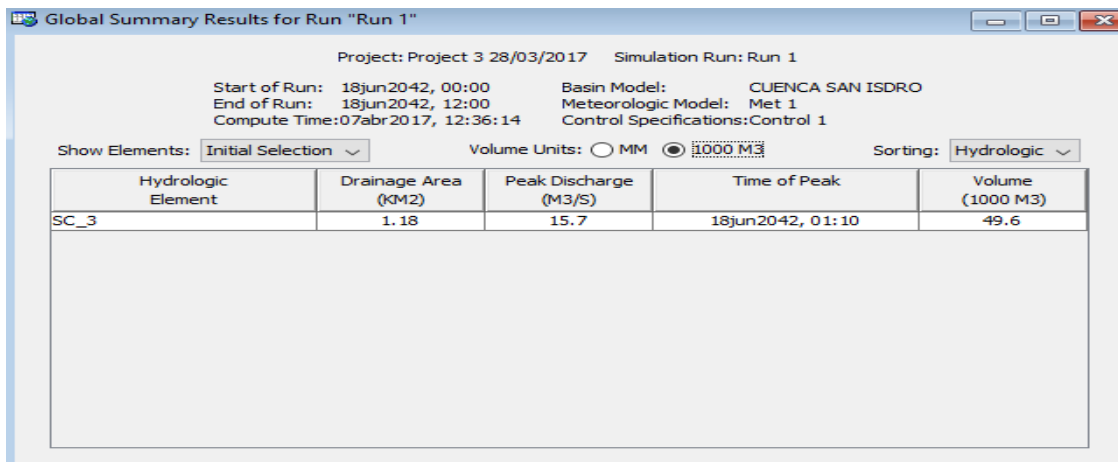 Global Summary Results for Run "Run 1"
Project: Project 3 28/03/2017 Simulation Run: Run 1
Start of Run: 18jun2042, 00:00 Basin Model: CUENCA SAN ISDRO
End of Run: 18jun2042, 12:00 Meteorologic Model: Met 1
Compute Time:07abr2017, 12:36:14 Control Specifications:Control 1
Show Elements: Initial Selection Volume Units: MM 1000 M3 Sorting: Hydrologic
Hydrologic Drainage Area Peak Discharge Time of Peak Volume
Element (KM2) (M3/S) (1000 M3)
SC_3 1.18 15.7 18jun2042, 01:10 49.6